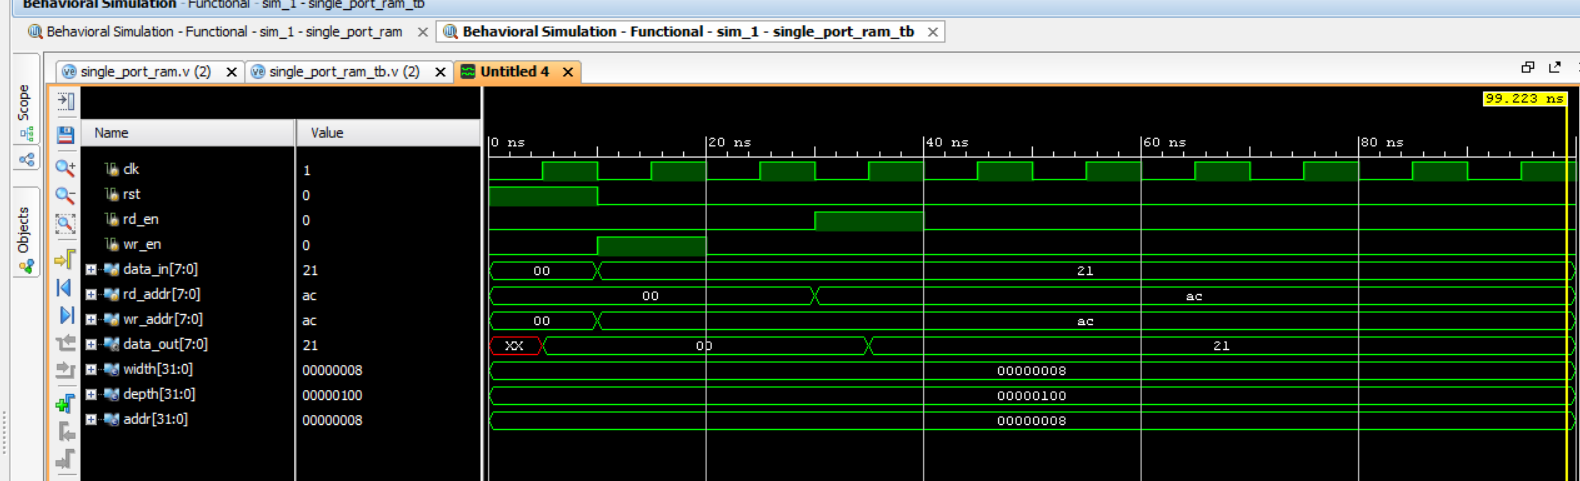 Behavioral Simulation - Functional - sim_1 - single_port_ram_tb
Behavioral Simulation - Functional - sim_1 - single_port_ram × Behavioral Simulation - Functional - sim_1 - single_port_ram_tb ×
single_port_ram.v (2) × single_port_ram_tb.v (2) × Untitled 4 ×
Scope
Objects
99.223 ns
Name Value
0 ns 20 ns 40 ns 60 ns 80 ns
clk 1
rst 0
rd_en 0
wr_en 0
data_in[7:0] 21 00 21
rd_addr[7:0] ac 00 ac
wr_addr[7:0] ac 00 ac
data_out[7:0] 21 XX 00 21
width[31:0] 00000008 00000008
depth[31:0] 00000100 00000100
addr[31:0] 00000008 00000008